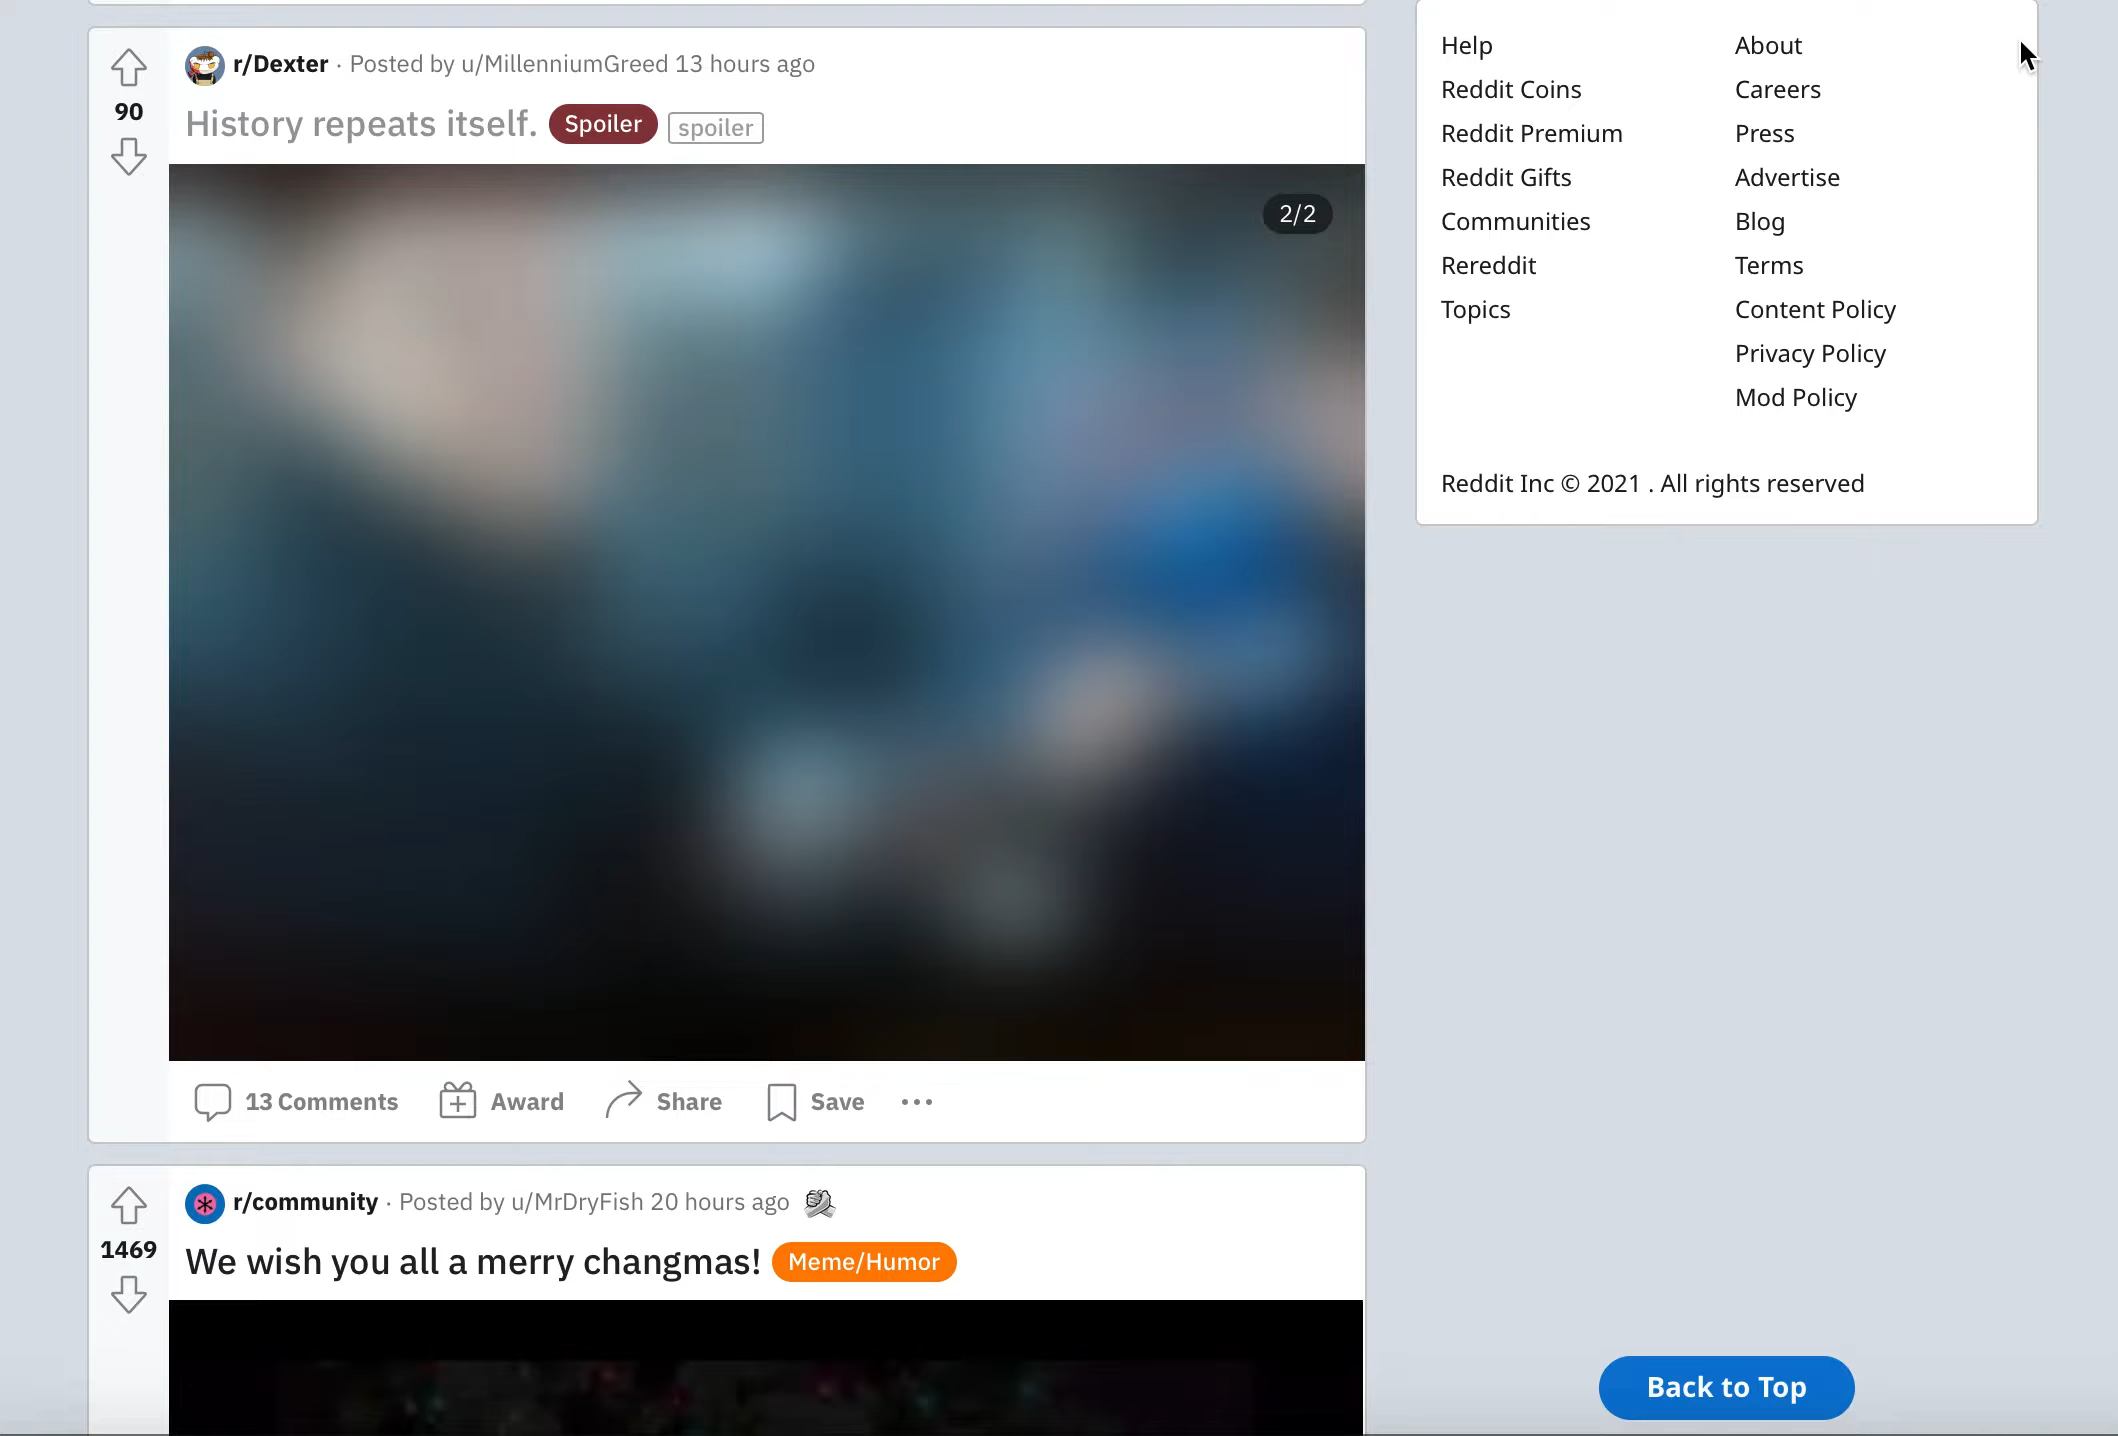 r/Dexter · Posted by u/MillenniumGreed 13 hours ago
90
History repeats itself. Spoiler spoiler
2/2
13 Comments Award Share Save
r/community · Posted by u/MrDryFish 20 hours ago
1469
We wish you all a merry changmas! Meme/Humor
Help
Reddit Coins
Reddit Premium
Reddit Gifts
Communities
Rereddit
Topics
About
Careers
Press
Advertise
Blog
Terms
Content Policy
Privacy Policy
Mod Policy
Reddit Inc © 2021 . All rights reserved
Back to Top